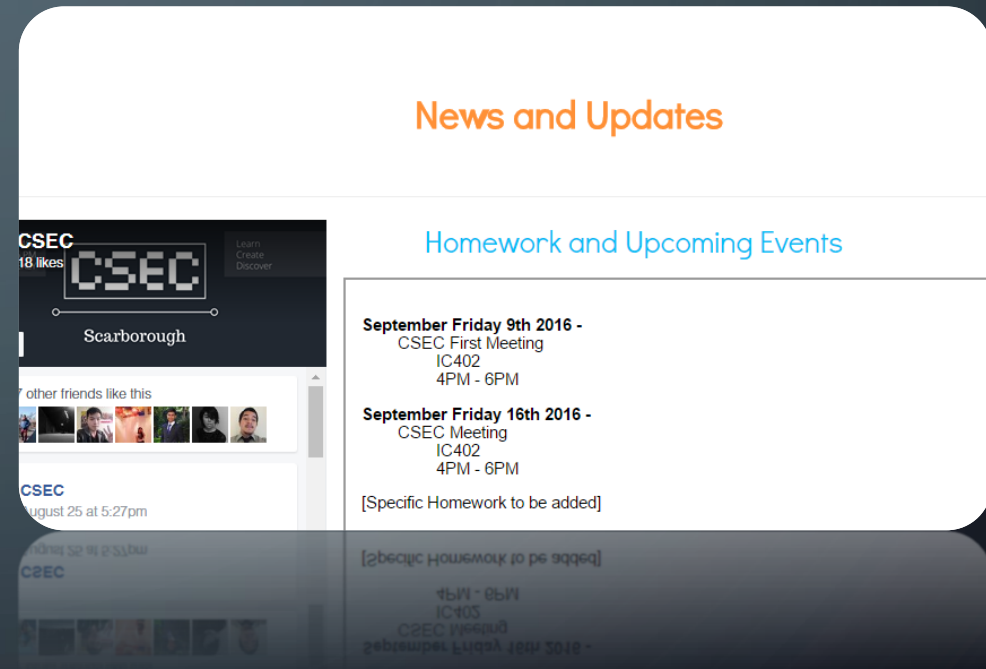 News and Updates
CSEC
18 likes
CSEC
Learn
Create
Discover
Scarborough
other friends like this
CSEC
ugust 25 at 5:27pm
Homework and Upcoming Events
September Friday 9th 2016 -
CSEC First Meeting
IC402
4PM - 6PM
September Friday 16th 2016 -
CSEC Meeting
IC402
4PM - 6PM
[Specific Homework to be added]